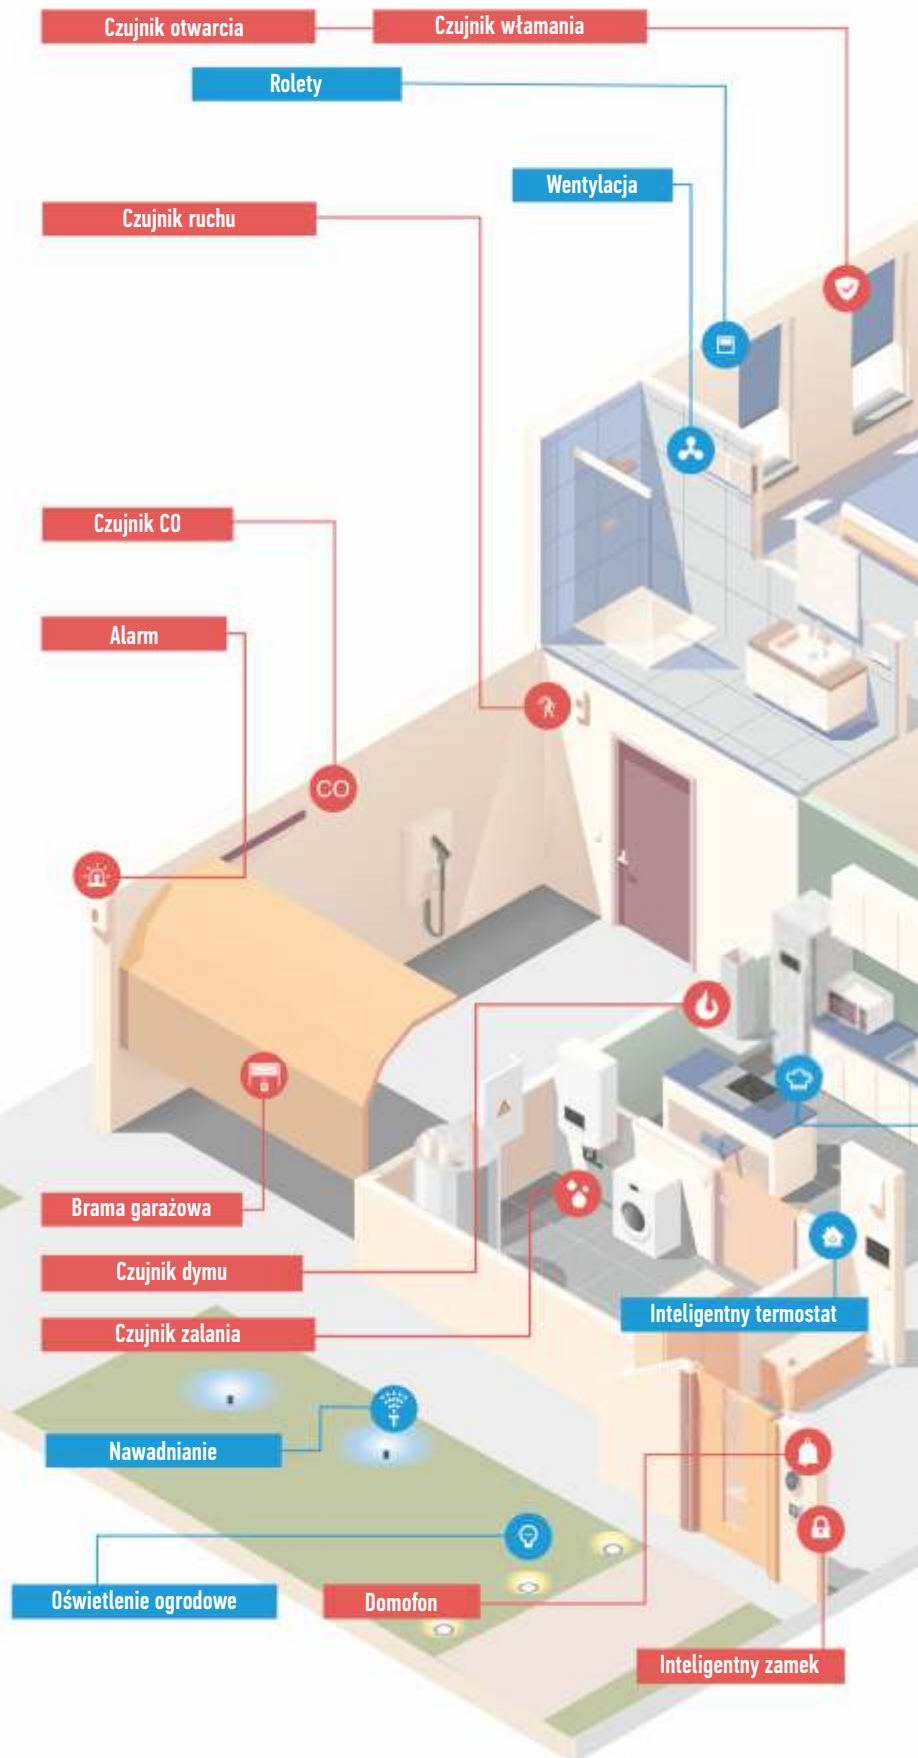 Czujnik otwarcia
Czujnik włamania
Rolety
Wentylacja
Czujnik ruchu
Czujnik CO
Alarm
CO
Brama garażowa
Czujnik dymu
Inteligentny termostat
Czujnik zalania
Nawadnianie
Oświetlenie ogrodowe
Domofon
Inteligentny zamek